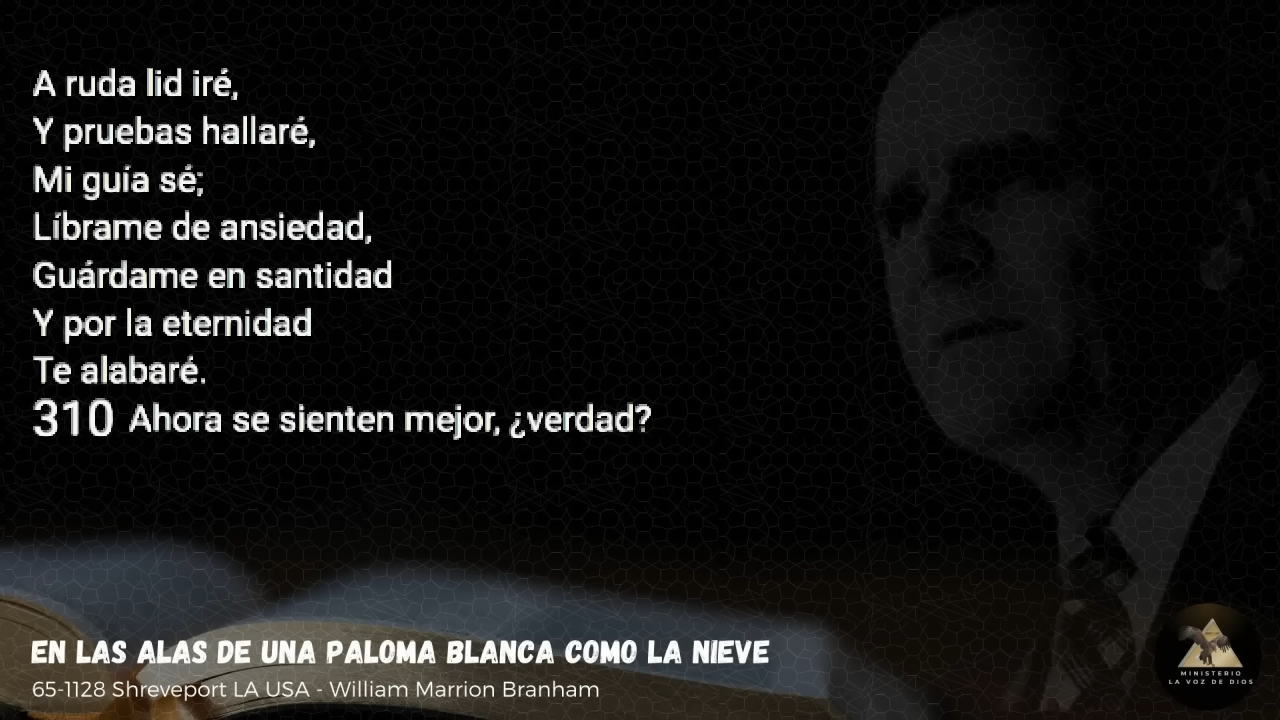 A ruda lid iré,
Y pruebas hallaré,
Mi guía sé;
Líbrame de ansiedad,
Guárdame en santidad
Y por la eternidad
Te alabaré.
310 Ahora se sienten mejor, ¿verdad?
EN LAS ALAS DE UNA PALOMA BLANCA COMO LA NIEVE
65-1128 Shreveport LA USA - William Marrion Branham
MINISTERIO
LA VOZ DE DIOS